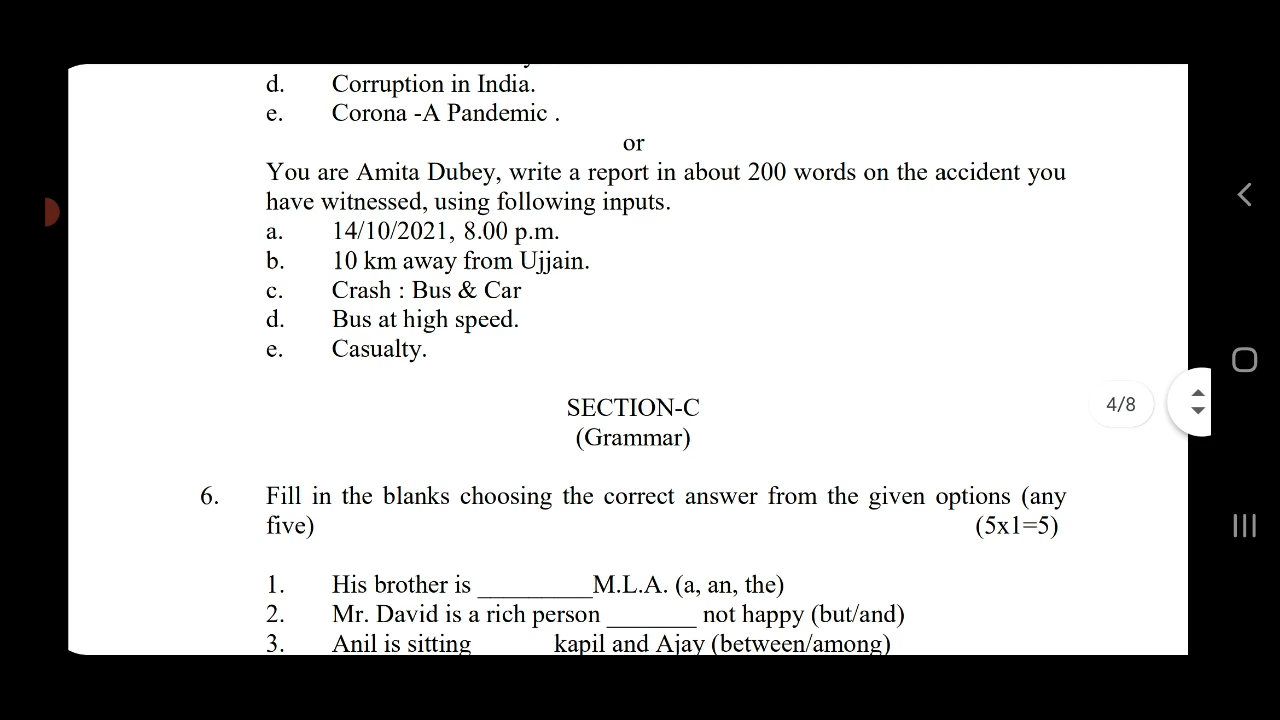 d. Corruption in India.
e. Corona -A Pandemic .
or
You are Amita Dubey, write a report in about 200 words on the accident you
have witnessed, using following inputs.
a. 14/10/2021, 8.00 p.m.
b. 10 km away from Ujjain.
c. Crash : Bus & Car
d. Bus at high speed.
e. Casualty.
SECTION-C
(Grammar)
4/8
6. Fill in the blanks choosing the correct answer from the given options (any
five) (5x1=5)
1. His brother is _________M.L.A. (a, an, the)
2. Mr. David is a rich person _______ not happy (but/and)
3. Anil is sitting ______ kapil and Ajay (between/among)